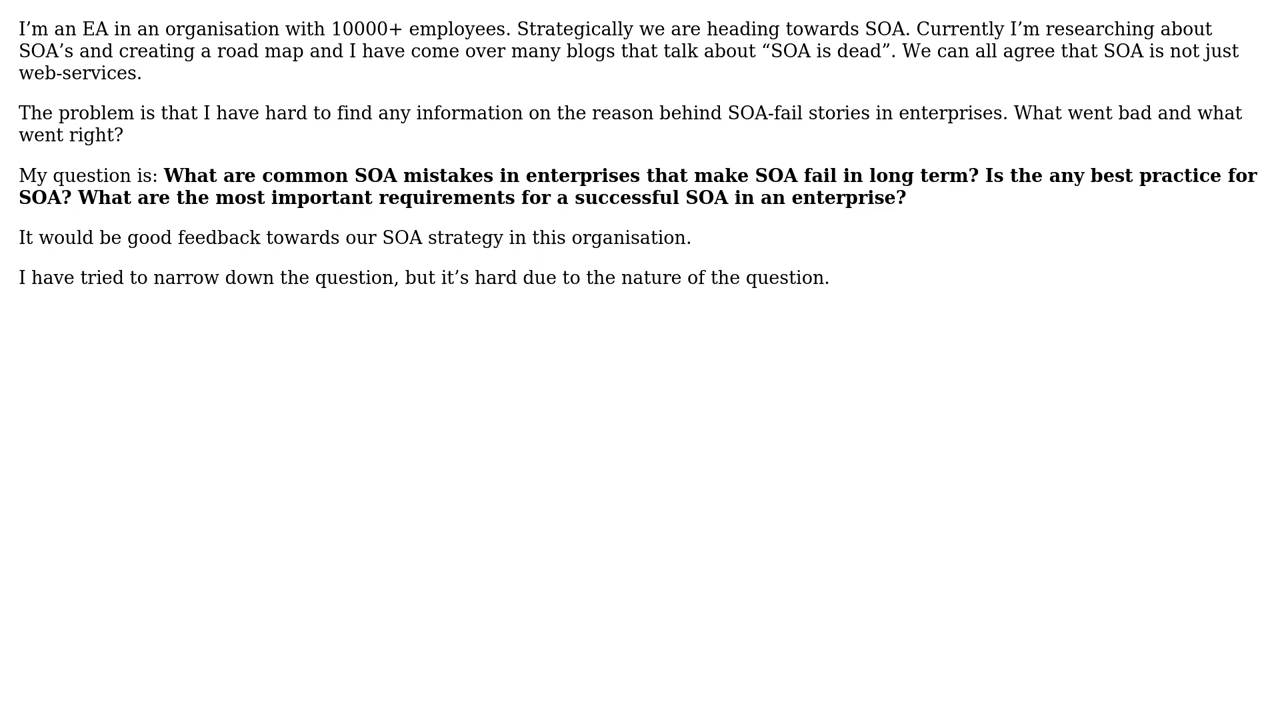 I’m an EA in an organisation with 10000+ employees. Strategically we are heading towards SOA. Currently I’m researching about
SOA’s and creating a road map and I have come over many blogs that talk about “SOA is dead”. We can all agree that SOA is not just
web-services.
The problem is that I have hard to find any information on the reason behind SOA-fail stories in enterprises. What went bad and what
went right?
My question is: What are common SOA mistakes in enterprises that make SOA fail in long term? Is the any best practice for
SOA? What are the most important requirements for a successful SOA in an enterprise?
It would be good feedback towards our SOA strategy in this organisation.
I have tried to narrow down the question, but it’s hard due to the nature of the question.